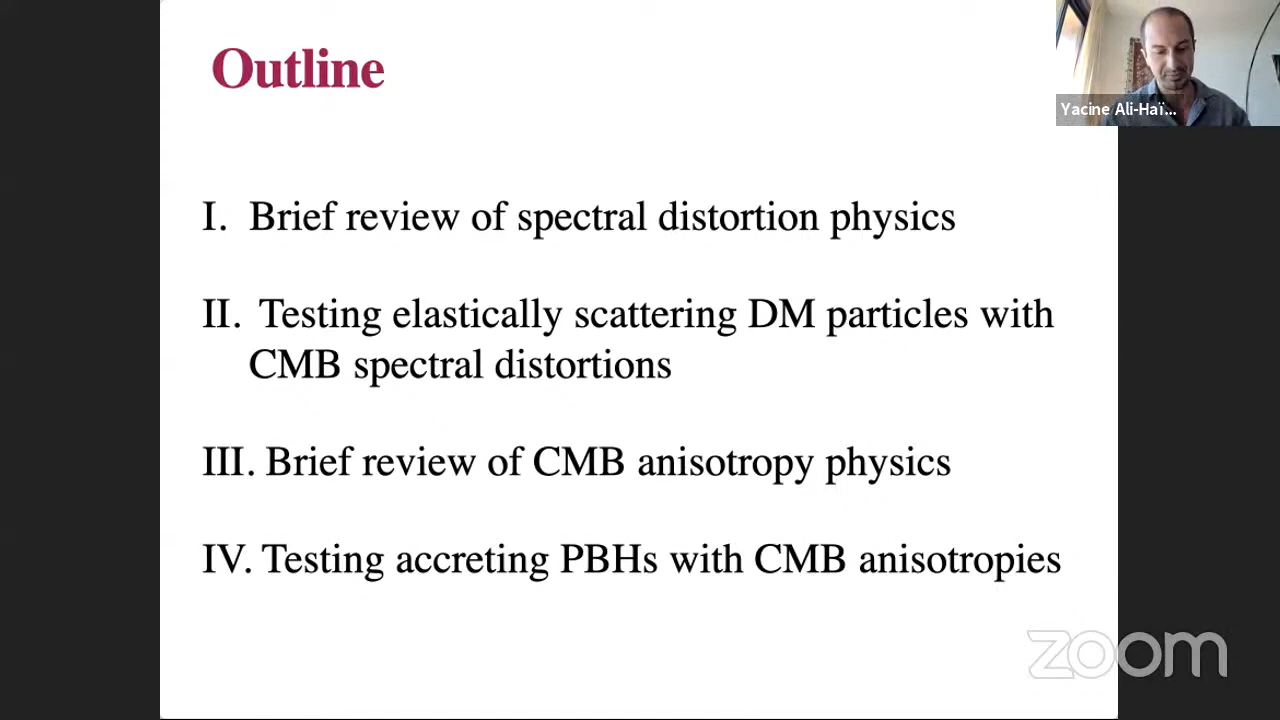 Outline
Yacine Ali-Haï...
I. Brief review of spectral distortion physics
II. Testing elastically scattering DM particles with
CMB spectral distortions
III. Brief review of CMB anisotropy physics
IV. Testing accreting PBHs with CMB anisotropies
zoom